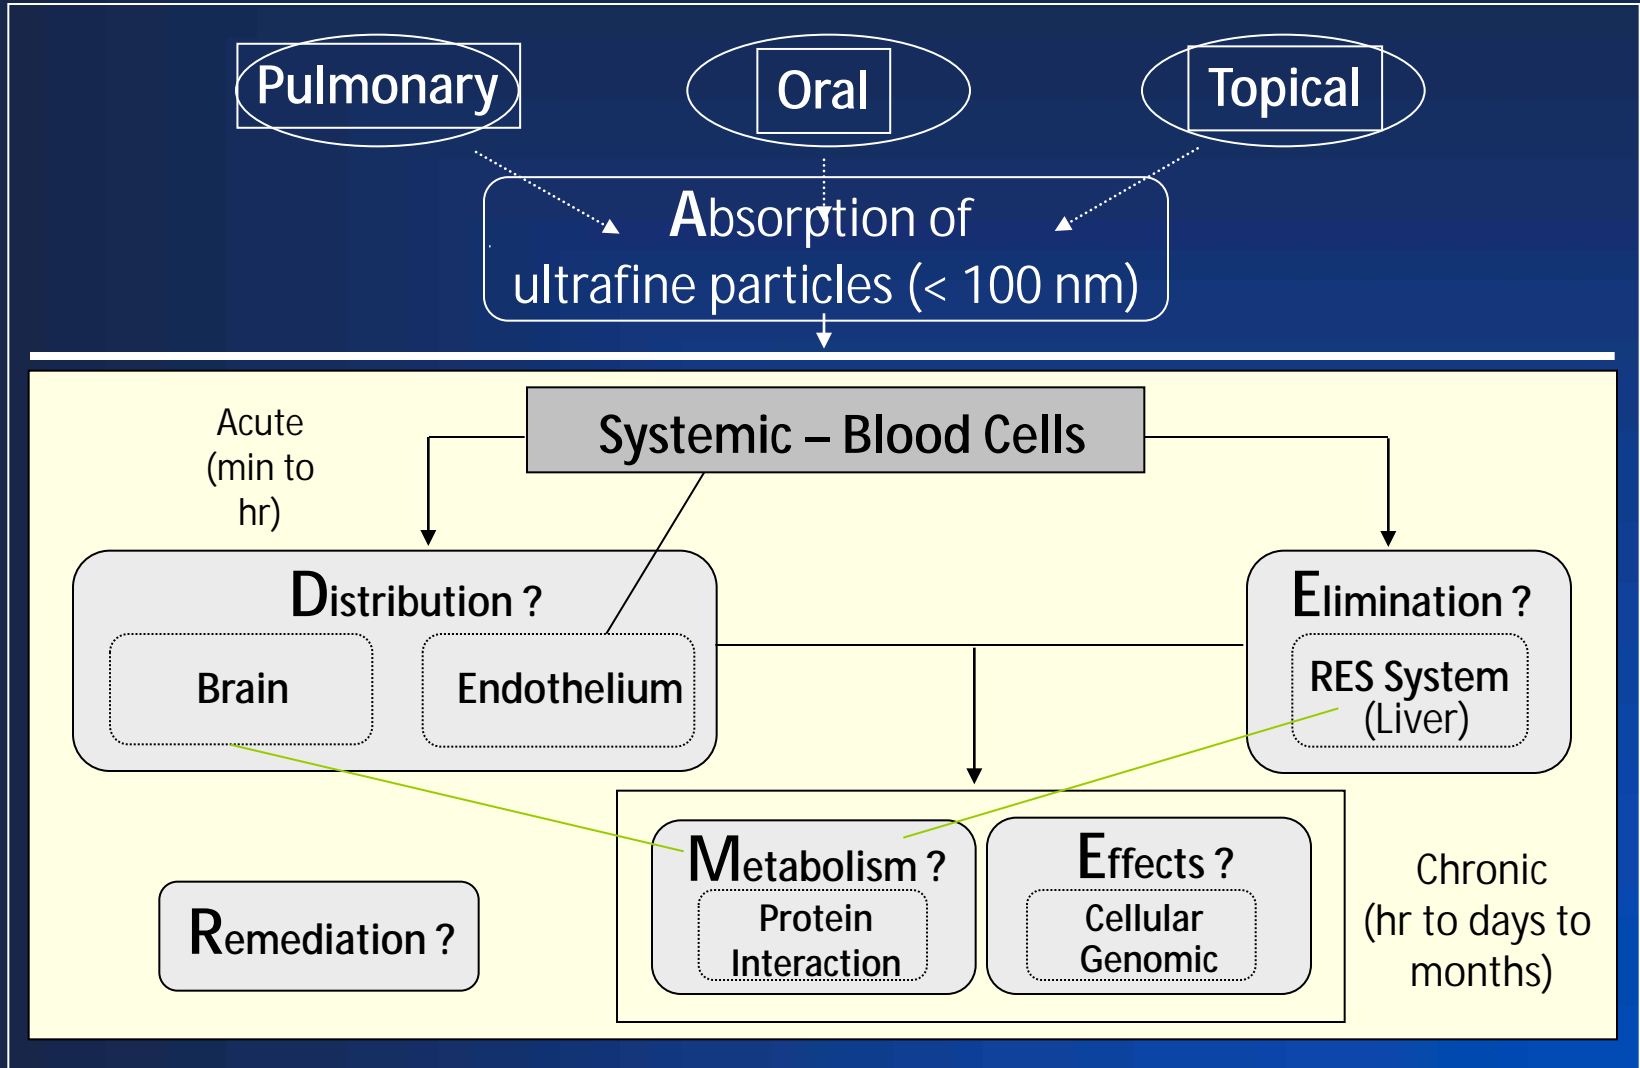 Pulmonary
Oral
Topical
Absorption of
ultrafine particles (< 100 nm)
Systemic – Blood Cells
Acute
(min to
hr)
Distribution ?
Brain
Endothelium
Elimination ?
RES System
(Liver)
Metabolism ?
Protein
Interaction
Effects ?
Cellular
Genomic
Remediation ?
Chronic
(hr to days to
months)